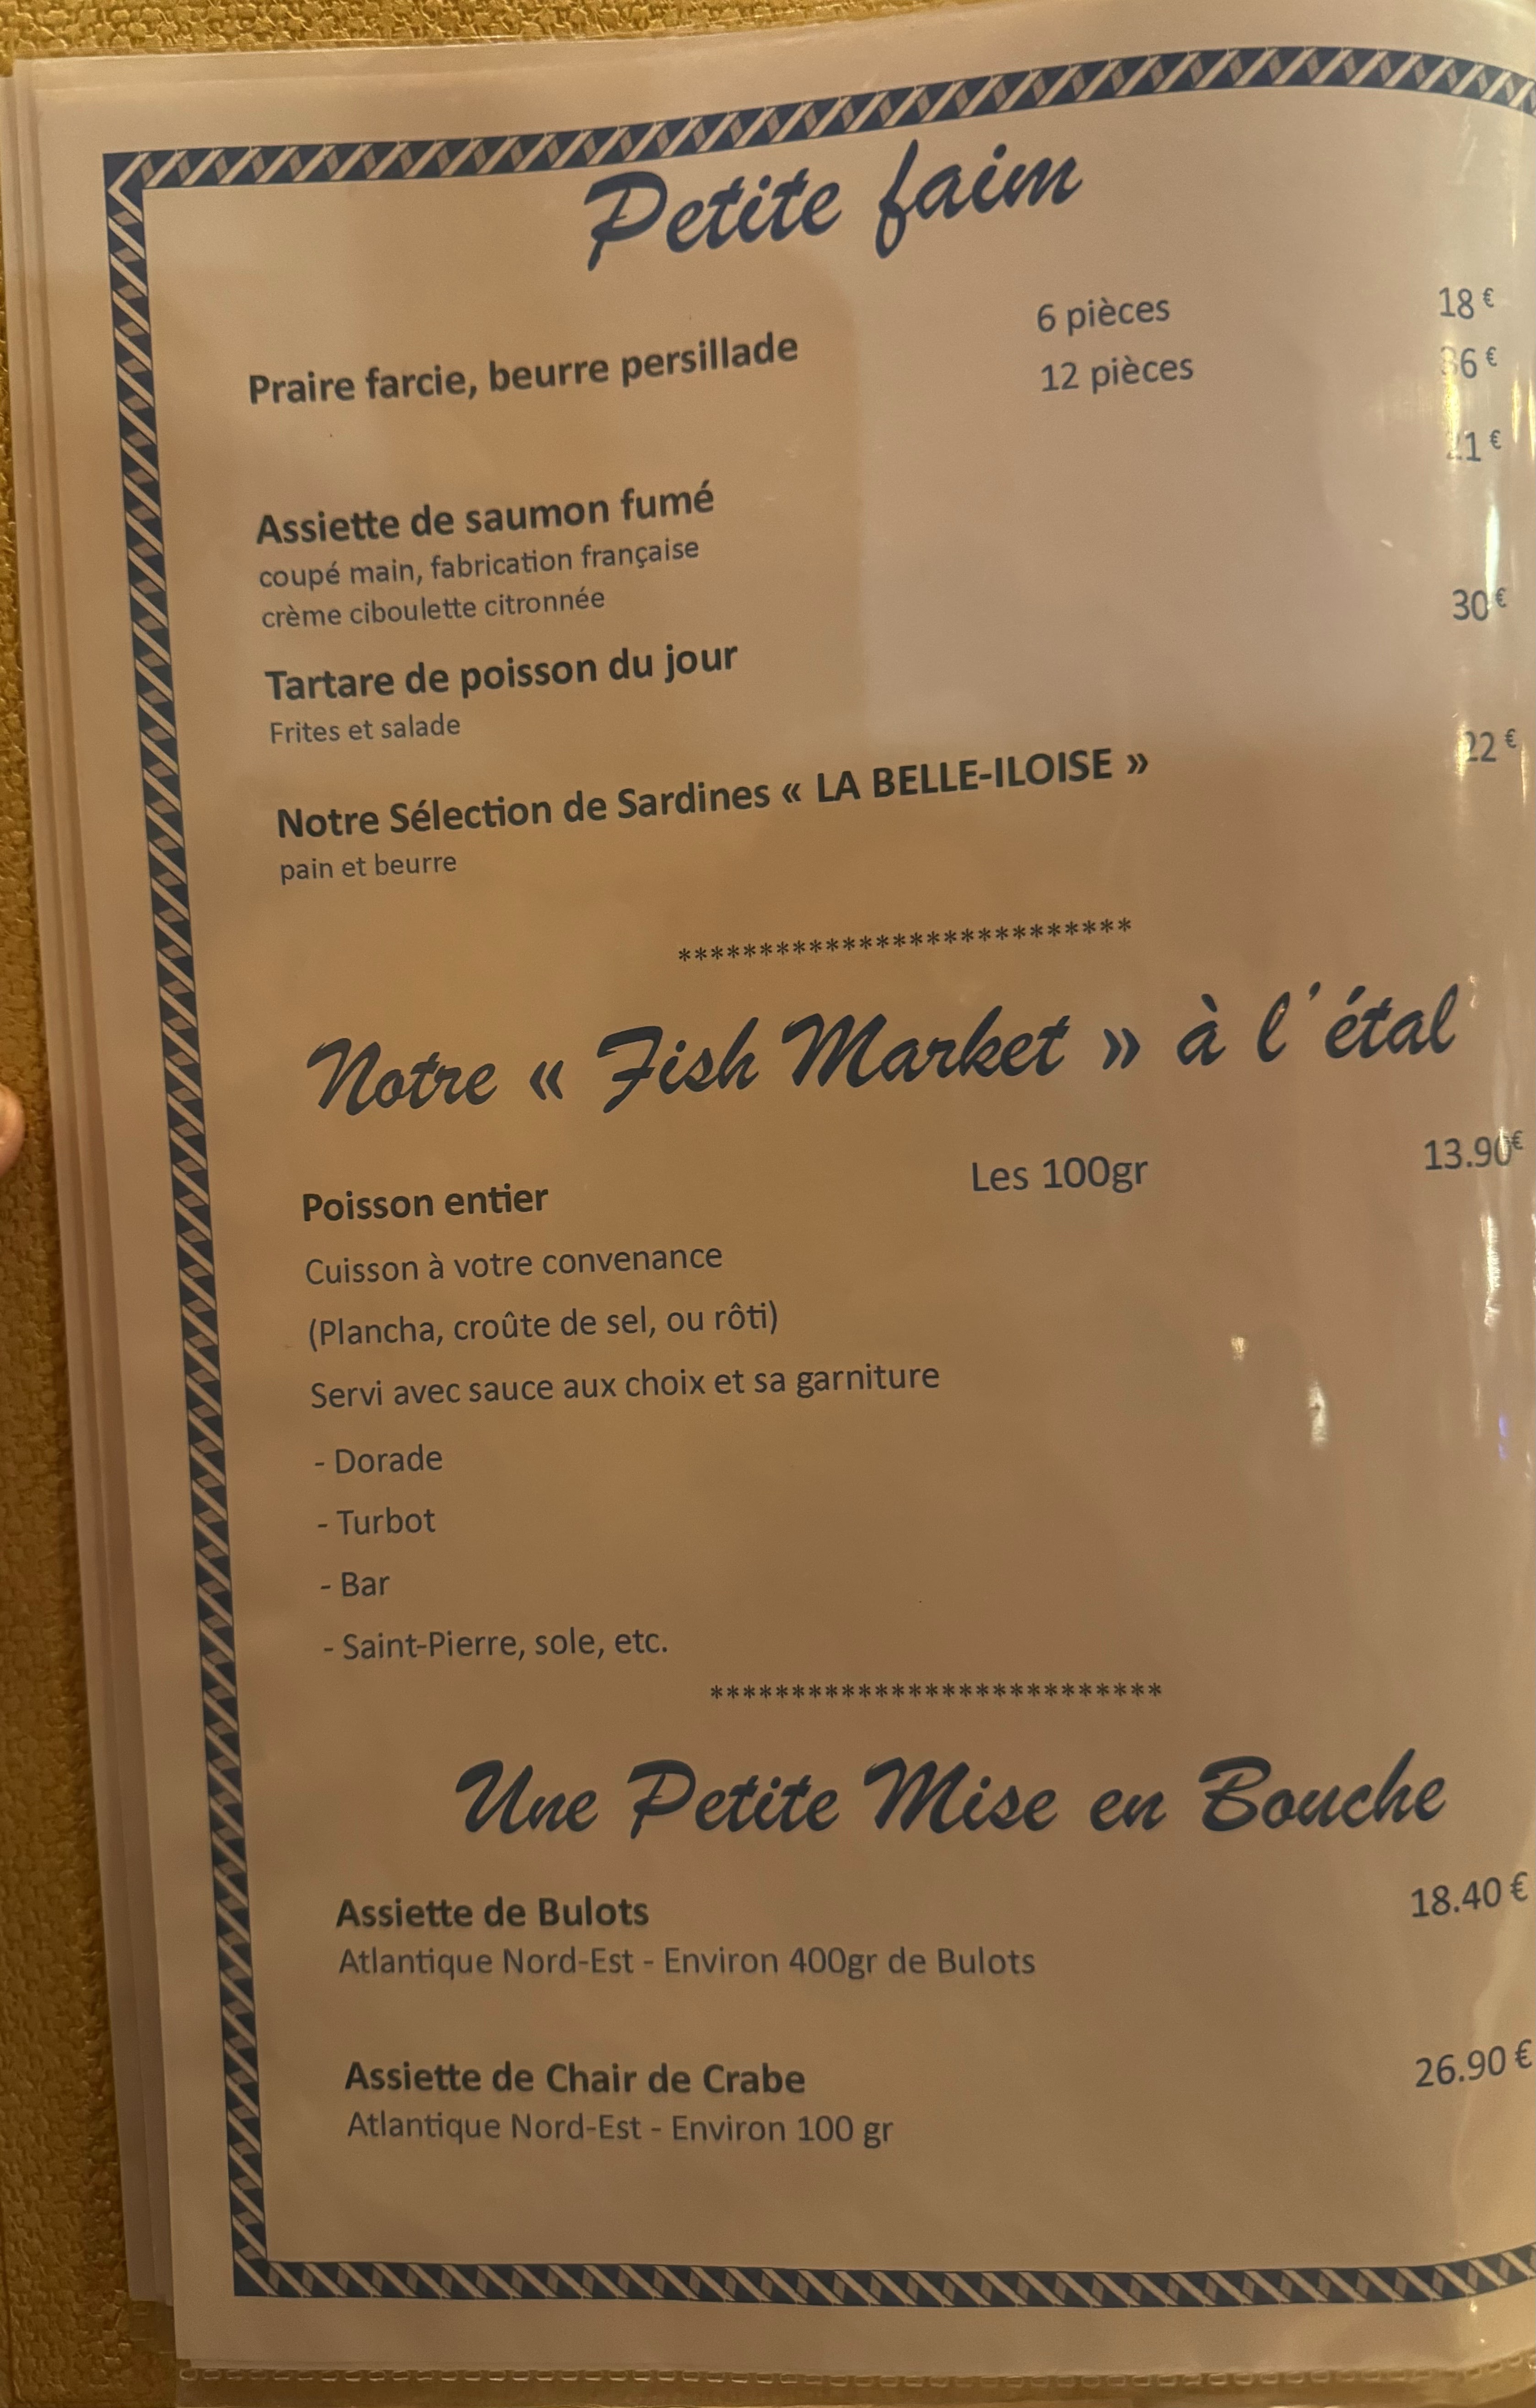 Petite faim
Praire farcie, beurre persillade 6 pièces 18 €
12 pièces 36 €
Assiette de saumon fumé 21 €
coupé main, fabrication française
crème ciboulette citronnée
Tartare de poisson du jour 30 €
Frites et salade
Notre Sélection de Sardines « LA BELLE-ILOISE » 22 €
pain et beurre
****************************
Notre « Fish Market » à l'étal
Poisson entier Les 100gr 13.90€
Cuisson à votre convenance
(Plancha, croûte de sel, ou rôti)
Servi avec sauce aux choix et sa garniture
- Dorade
- Turbot
- Bar
- Saint-Pierre, sole, etc.
****************************
Une Petite Mise en Bouche
Assiette de Bulots 18.40 €
Atlantique Nord-Est - Environ 400gr de Bulots
Assiette de Chair de Crabe 26.90 €
Atlantique Nord-Est - Environ 100 gr